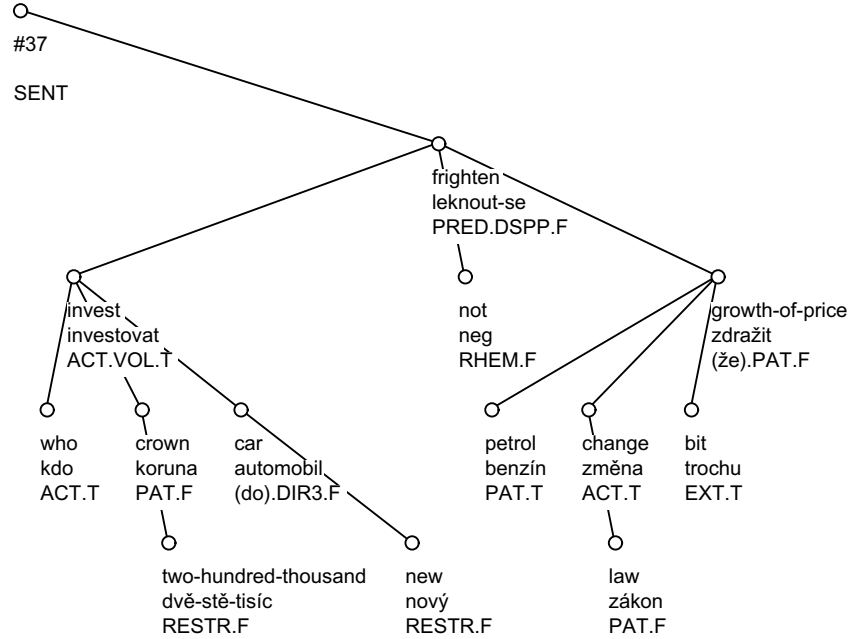 #37
SENT
frighten
leknout-se
PRED.DSPP.F
invest
investovat
ACT.VOL.T
not
neg
RHEM.F
growth-of-price
zdražit
(že).PAT.F
who
kdo
ACT.T
crown
koruna
PAT.F
car
automobil
(do).DIR3.F
petrol
benzín
PAT.T
change
změna
ACT.T
bit
trochu
EXT.T
two-hundred-thousand
dvě-stě-tisíc
RESTR.F
new
nový
RESTR.F
law
zákon
PAT.F